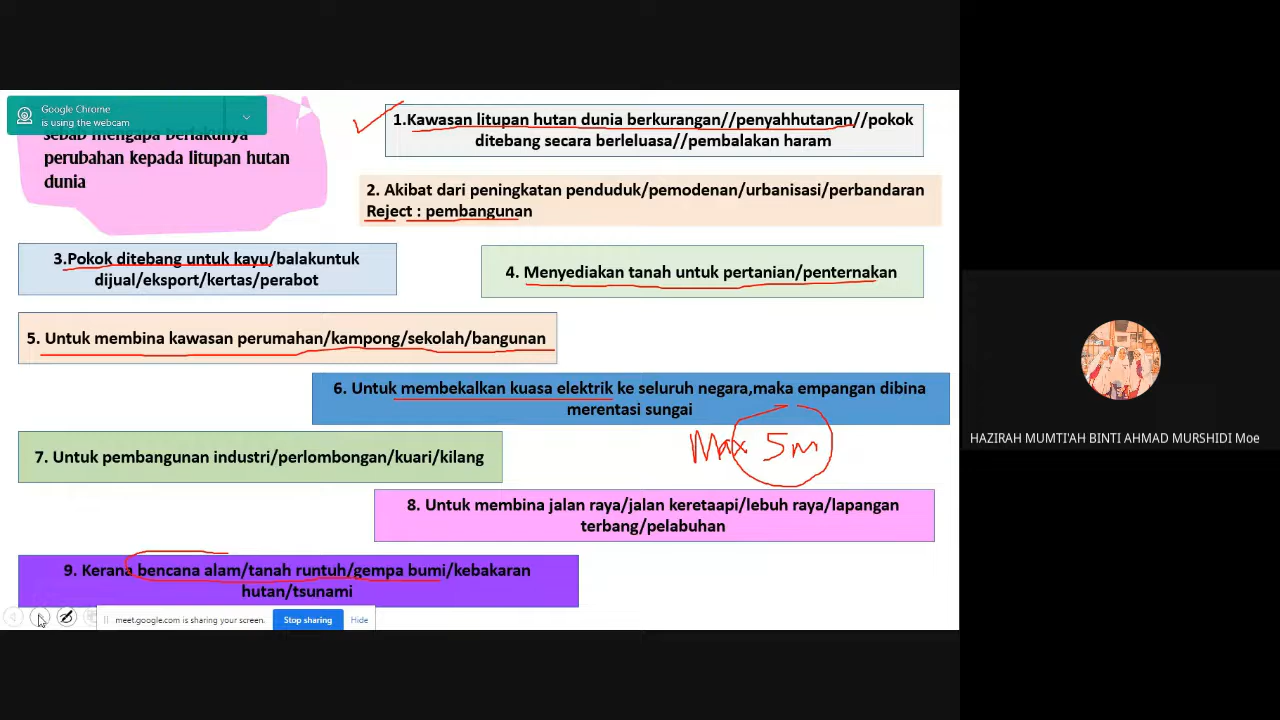 Google Chrome
is using the webcam
sebab mengapa berlakunya
perubahan kepada litupan hutan
dunia
1.Kawasan litupan hutan dunia berkurangan//penyahhutanan//pokok
ditebang secara berleluasa//pembalakan haram
2. Akibat dari peningkatan penduduk/pemodenan/urbanisasi/perbandaran
Reject : pembangunan
3.Pokok ditebang untuk kayu/balakuntuk
dijual/eksport/kertas/perabot
4. Menyediakan tanah untuk pertanian/penternakan
5. Untuk membina kawasan perumahan/kampong/sekolah/bangunan
6. Untuk membekalkan kuasa elektrik ke seluruh negara,maka empangan dibina
merentasi sungai
Max 5m
7. Untuk pembangunan industri/perlombongan/kuari/kilang
8. Untuk membina jalan raya/jalan keretaapi/lebuh raya/lapangan
terbang/pelabuhan
9. Kerana bencana alam/tanah runtuh/gempa bumi/kebakaran
hutan/tsunami
meet.google.com is sharing your screen.
Stop sharing
Hide
HAZIRAH MUMTI'AH BINTI AHMAD MURSHIDI Moe